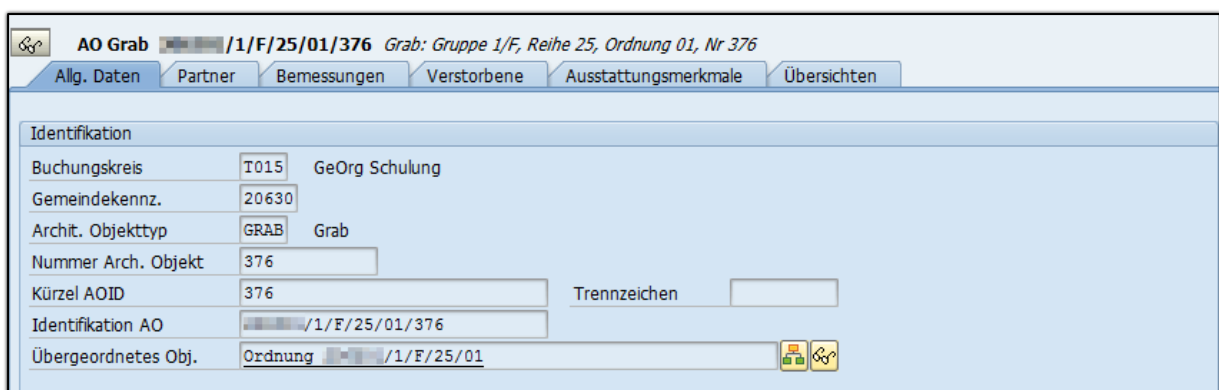 AO Grab /1/F/25/01/376 Grab: Gruppe 1/F, Reihe 25, Ordnung 01, Nr 376
Allg. Daten Partner Bemessungen Verstorbene Ausstattungsmerkmale Übersichten
Identifikation
Buchungskreis T015 GeOrg Schulung
Gemeindekennz. 20630
Archit. Objekttyp GRAB Grab
Nummer Arch. Objekt 376
Kürzel AOID 376 Trennzeichen
Identifikation AO /1/F/25/01/376
Übergeordnetes Obj. Ordnung /1/F/25/01